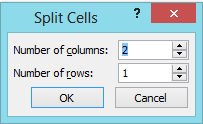 Split Cells ? ×
Number of columns: 2
Number of rows: 1
OK Cancel